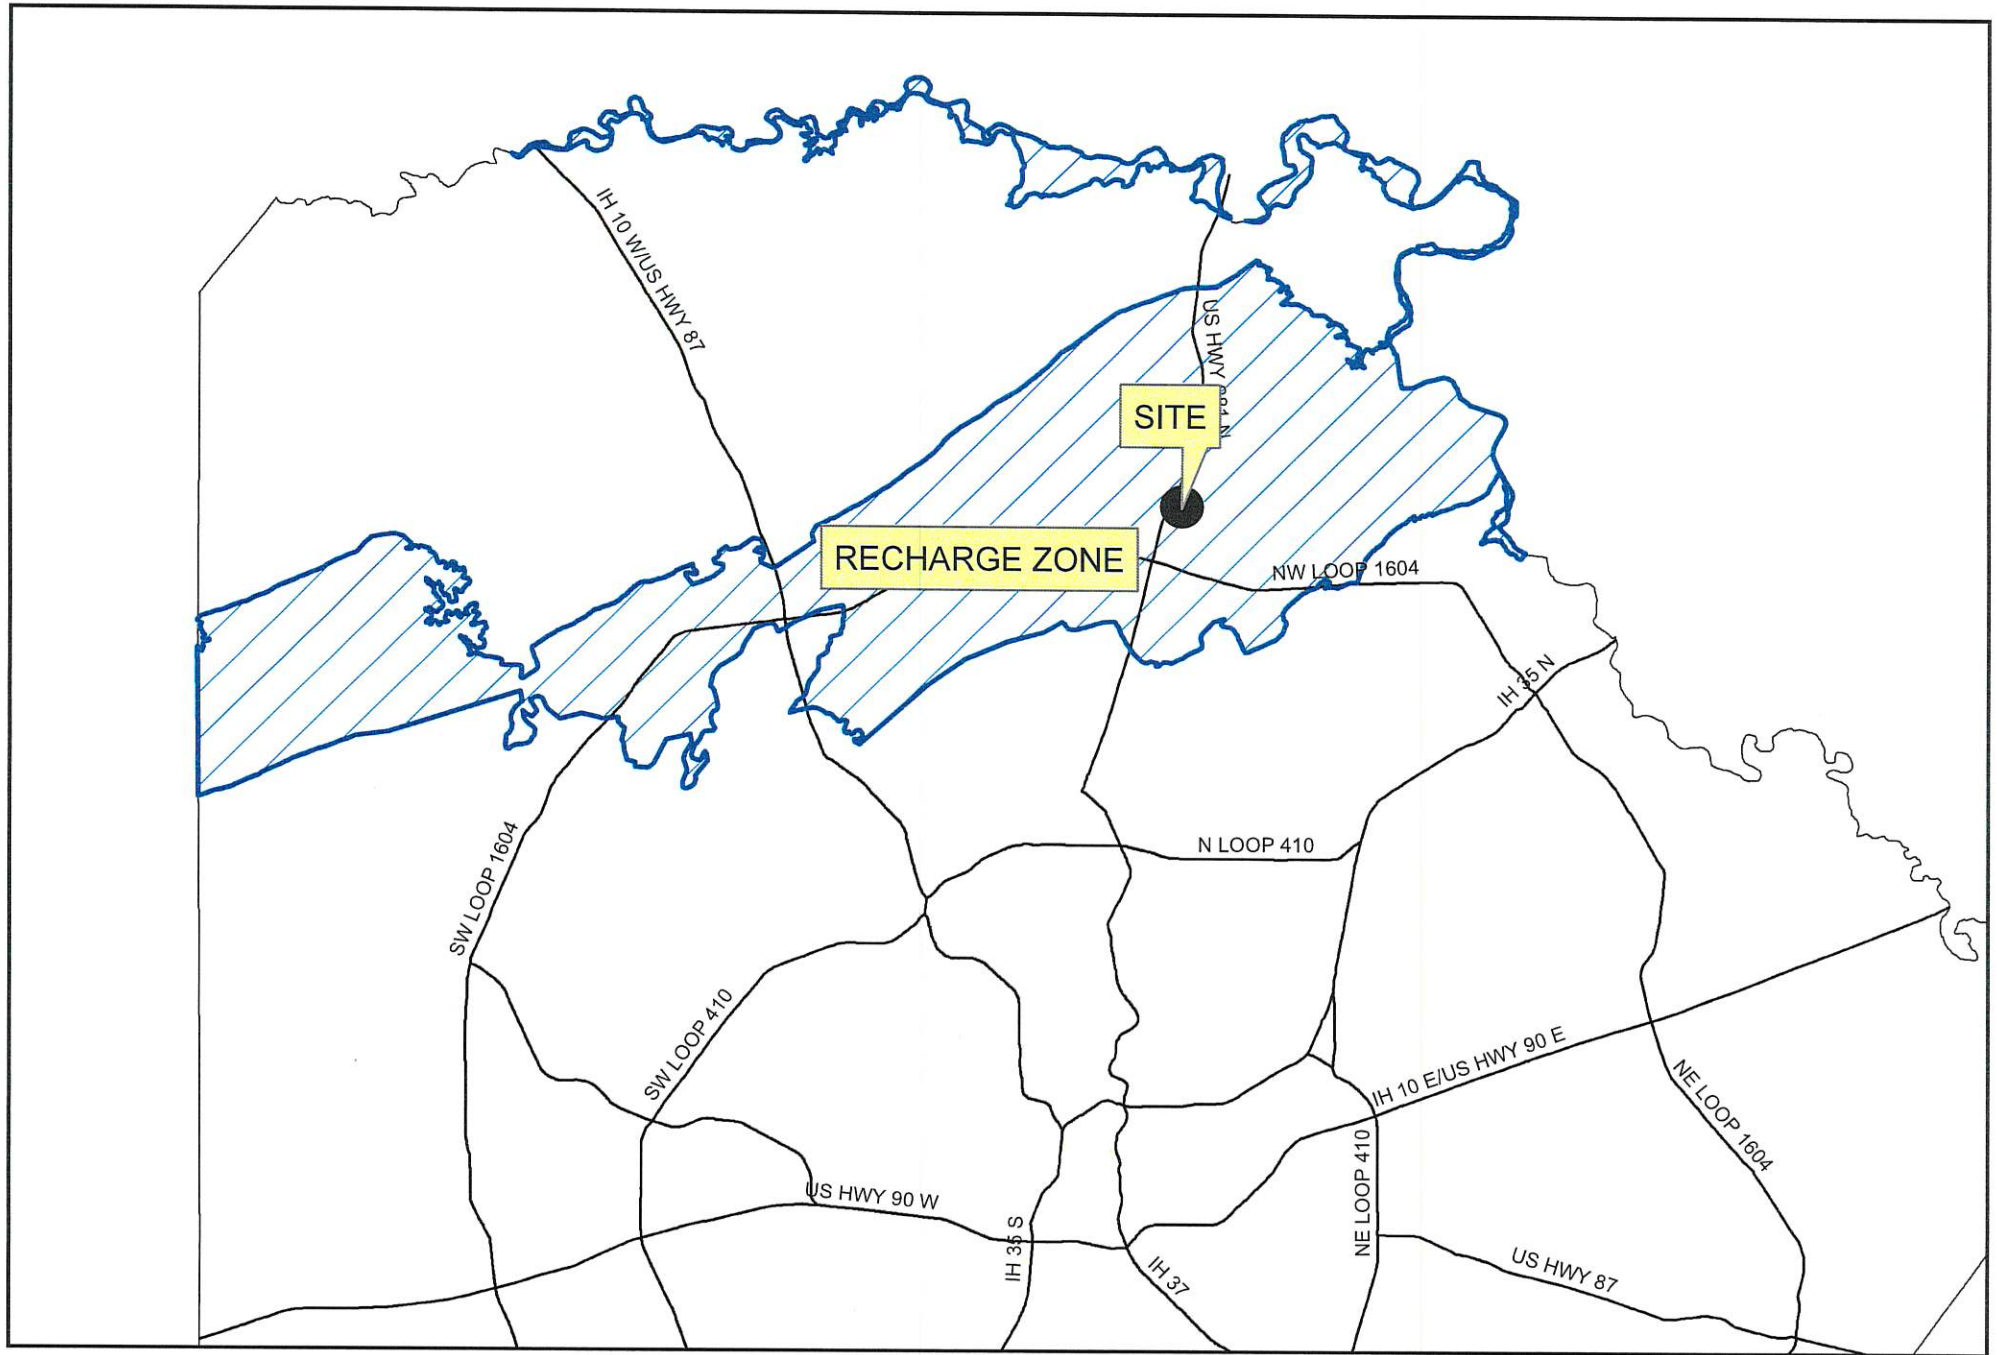 IH 10 W/US HWY 87
US HWY 281 N
SITE
RECHARGE ZONE
NW LOOP 1604
IH 35 N
SW LOOP 1604
N LOOP 410
SW LOOP 410
IH 10 E/US HWY 90 E
NE LOOP 1604
NE LOOP 410
US HWY 90 W
IH 35 S
IH 37
US HWY 87